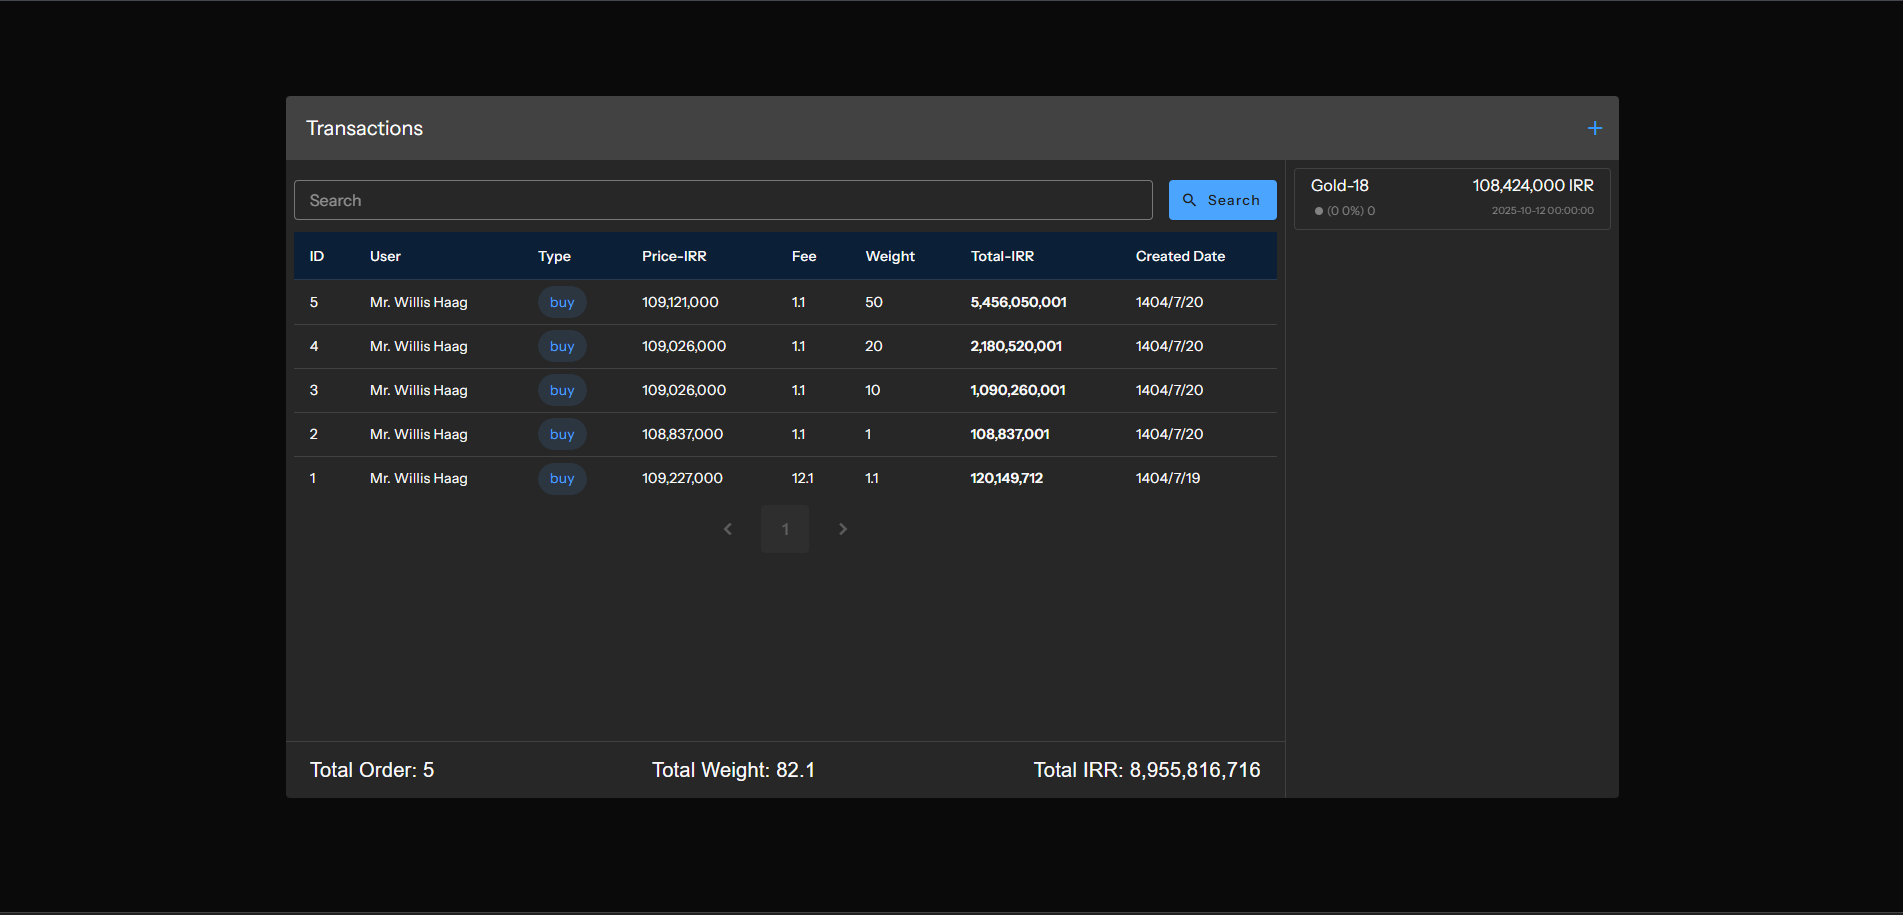 Transactions
+
Search
Search
Gold-18 108,424,000 IRR
(0 0%) 0 2025-10-12 00:00:00
ID User Type Price-IRR Fee Weight Total-IRR Created Date
5 Mr. Willis Haag buy 109,121,000 1.1 50 5,456,050,001 1404/7/20
4 Mr. Willis Haag buy 109,026,000 1.1 20 2,180,520,001 1404/7/20
3 Mr. Willis Haag buy 109,026,000 1.1 10 1,090,260,001 1404/7/20
2 Mr. Willis Haag buy 108,837,000 1.1 1 108,837,001 1404/7/20
1 Mr. Willis Haag buy 109,227,000 12.1 1.1 120,149,712 1404/7/19
1
Total Order: 5 Total Weight: 82.1 Total IRR: 8,955,816,716